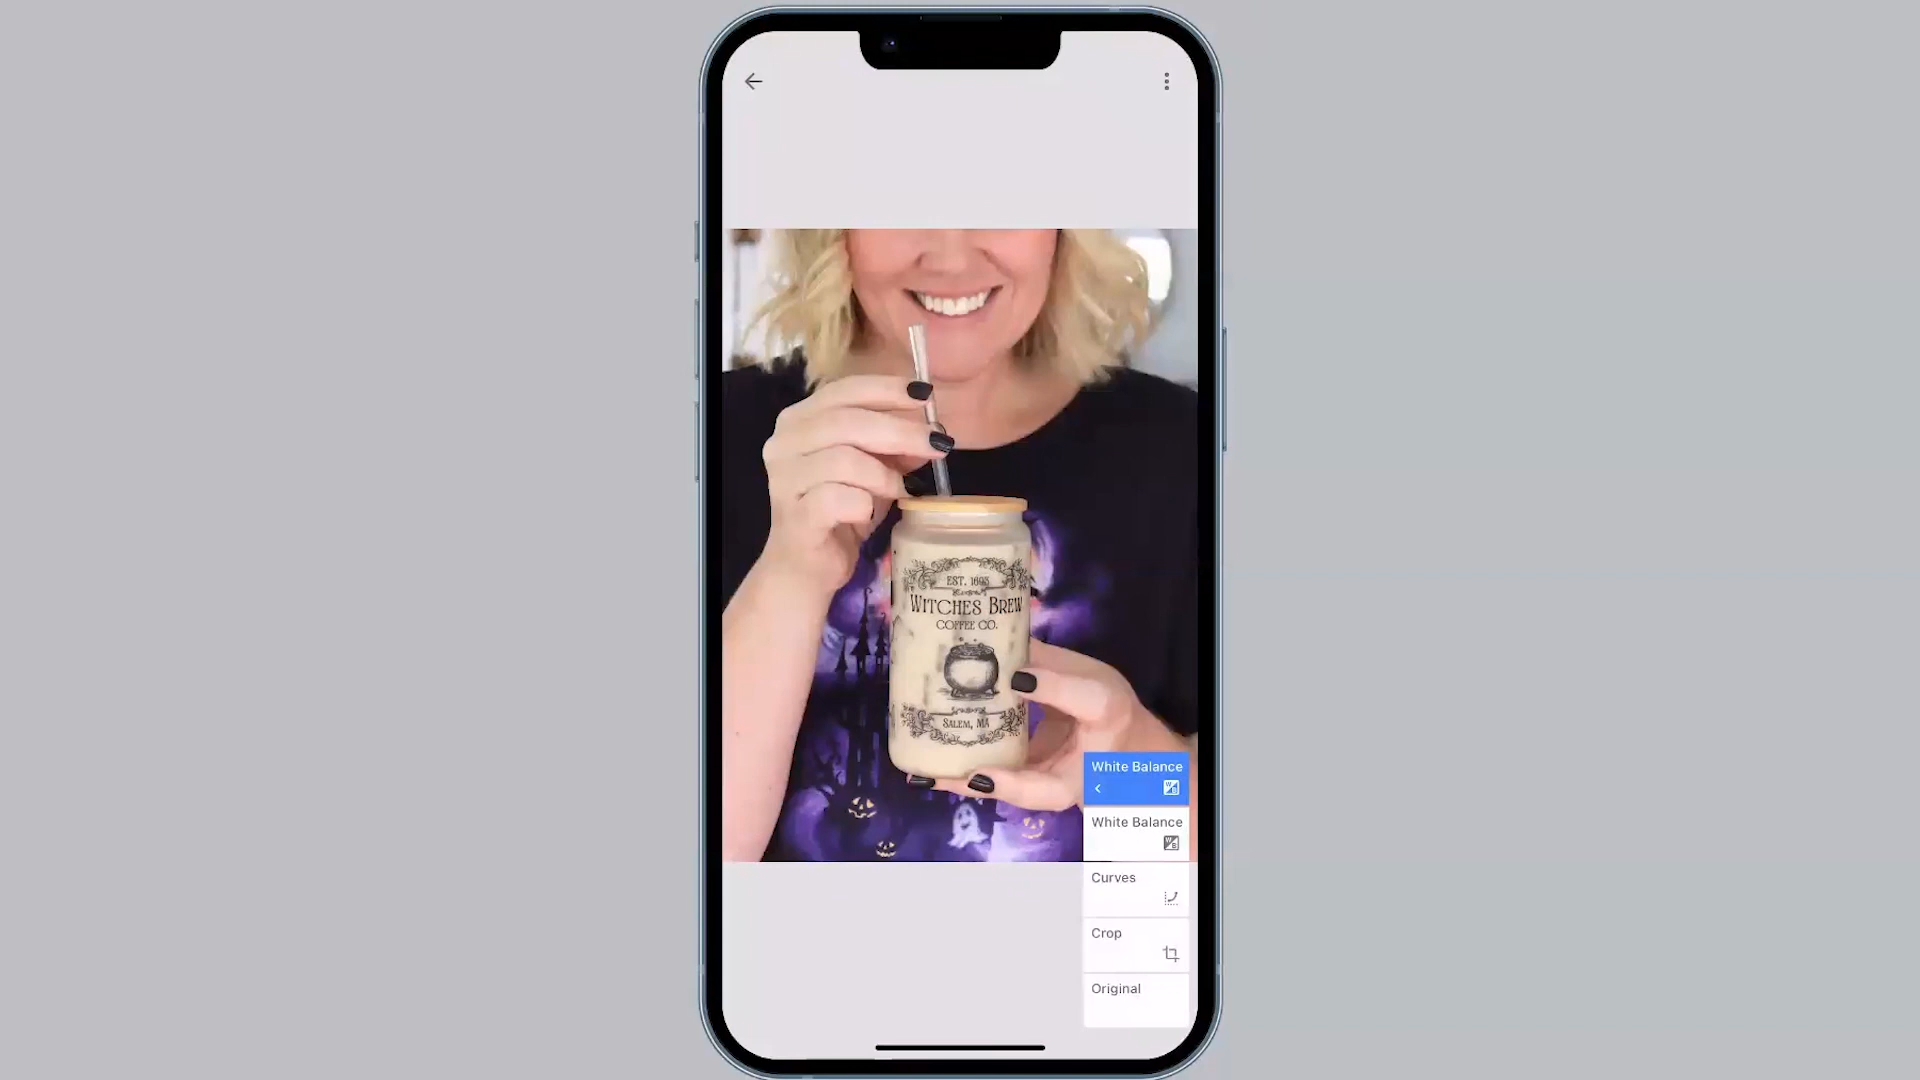 EST. 1693
WITCHES BREW
COFFEE CO.
SALEM, MA
White Balance
White Balance
Curves
Crop
Original